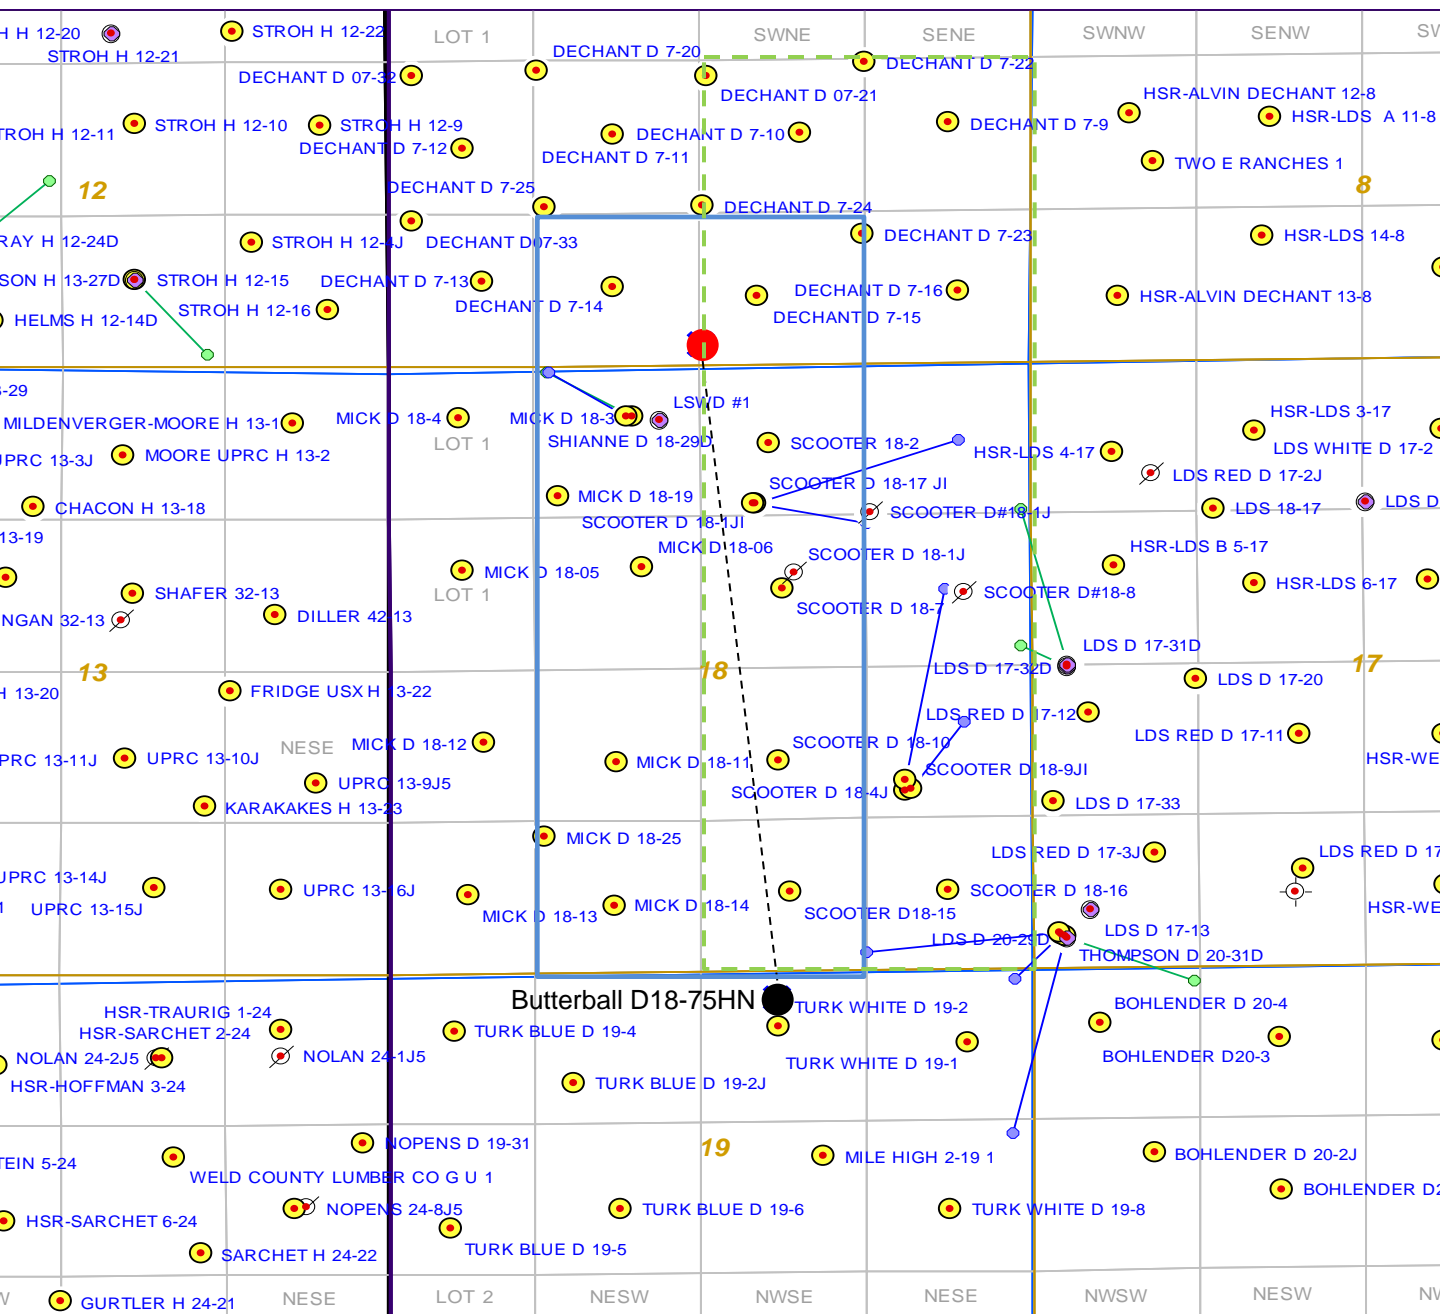 H H 12-20
STROH H 12-21
STROH H 12-22
LOT 1
DECHANT D 7-20
SWNE
SENE
SWNW
SENW
SW
DECHANT D 07-32
DECHANT D 7-22
DECHANT D 07-21
HSR-ALVIN DECHANT 12-8
HSR-LDS A 11-8
TROH H 12-11
STROH H 12-10
STROH H 12-9
DECHANT D 7-10
DECHANT D 7-9
DECHANT D 7-12
DECHANT D 7-11
TWO E RANCHES 1
12
DECHANT D 7-25
8
DECHANT D 7-24
RAY H 12-24D
STROH H 12-4J
DECHANT D07-33
DECHANT D 7-23
HSR-LDS 14-8
SON H 13-27D
STROH H 12-15
DECHANT D 7-13
DECHANT D 7-16
HSR-ALVIN DECHANT 13-8
HELMS H 12-14D
STROH H 12-16
DECHANT D 7-14
DECHANT D 7-15
3-29
LSWD #1
MILDENVERGER-MOORE H 13-1
MICK D 18-4
MICK D 18-3
HSR-LDS 3-17
LOT 1
SHIANNE D 18-29D
SCOOTER 18-2
HSR-LDS 4-17
LDS WHITE D 17-2
UPRC 13-3J
MOORE UPRC H 13-2
LDS RED D 17-2J
SCOOTER D 18-17 JI
CHACON H 13-18
MICK D 18-19
SCOOTER D#18-1J
LDS 18-17
LDS D
SCOOTER D 18-1JI
13-19
MICK D 18-06
SCOOTER D 18-1J
HSR-LDS B 5-17
MICK D 18-05
HSR-LDS 6-17
SHAFER 32-13
LOT 1
SCOOTER D#18-8
NGAN 32-13
DILLER 42-13
SCOOTER D 18-7
LDS D 17-31D
13
18
LDS D 17-32D
17
H 13-20
FRIDGE USX H 13-22
LDS D 17-20
LDS RED D 17-12
PRC 13-11J
UPRC 13-10J
NESE
MICK D 18-12
SCOOTER D 18-10
LDS RED D 17-11
MICK D 18-11
SCOOTER D 18-9JI
HSR-WE
UPRC 13-9J5
SCOOTER D 18-4J
KARAKAKES H 13-23
LDS D 17-33
MICK D 18-25
LDS RED D 17-3J
LDS RED D 17
UPRC 13-14J
UPRC 13-16J
SCOOTER D 18-16
1
UPRC 13-15J
MICK D 18-13
MICK D 18-14
SCOOTER D18-15
HSR-WE
LDS D 20-29D
LDS D 17-13
THOMPSON D 20-31D
Butterball D18-75HN
TURK WHITE D 19-2
BOHLENDER D 20-4
HSR-TRAURIG 1-24
HSR-SARCHET 2-24
TURK BLUE D 19-4
NOLAN 24-2J5
NOLAN 24-1J5
TURK WHITE D 19-1
BOHLENDER D20-3
HSR-HOFFMAN 3-24
TURK BLUE D 19-2J
NOPENS D 19-31
19
TEIN 5-24
MILE HIGH 2-19 1
BOHLENDER D 20-2J
WELD COUNTY LUMBER CO G U 1
BOHLENDER D2
NOPENS 24-8J5
TURK BLUE D 19-6
TURK WHITE D 19-8
HSR-SARCHET 6-24
SARCHET H 24-22
TURK BLUE D 19-5
W
GURTLER H 24-21
NESE
LOT 2
NESW
NWSE
NESE
NWSW
NESW
NW